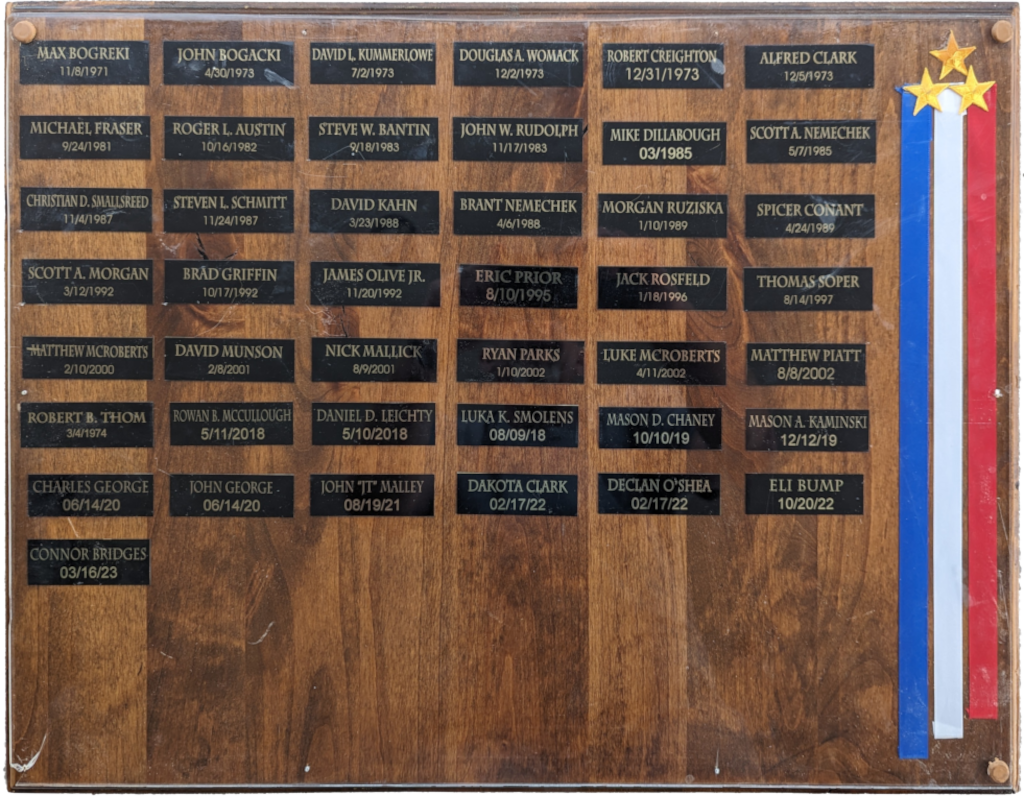 MAX BOGREKI
11/8/1971
JOHN BOGACKI
4/30/1973
DAVID L. KUMMERLOWE
7/2/1973
DOUGLAS A. WOMACK
12/2/1973
ROBERT CREIGHTON
12/31/1973
ALFRED CLARK
12/5/1973
MICHAEL FRASER
9/24/1981
ROGER L. AUSTIN
10/16/1982
STEVE W. BANTIN
9/18/1983
JOHN W. RUDOLPH
11/17/1983
MIKE DILLABOUGH
03/1985
SCOTT A. NEMECHEK
5/7/1985
CHRISTIAN D. SMALLSREED
11/4/1987
STEVEN L. SCHMITT
11/24/1987
DAVID KAHN
3/23/1988
BRANT NEMECHEK
4/6/1988
MORGAN RUZISKA
1/10/1989
SPICER CONANT
4/24/1989
SCOTT A. MORGAN
3/12/1992
BRAD GRIFFIN
10/17/1992
JAMES OLIVE JR.
11/20/1992
ERIC PRIOR
8/10/1995
JACK ROSFELD
1/18/1996
THOMAS SOPER
8/14/1997
MATTHEW MCROBERTS
2/10/2000
DAVID MUNSON
2/8/2001
NICK MALLICK
8/9/2001
RYAN PARKS
1/10/2002
LUKE MCROBERTS
4/11/2002
MATTHEW PIATT
8/8/2002
ROBERT B. THOM
3/4/1974
ROWAN B. MCCULLOUGH
5/11/2018
DANIEL D. LEICHTY
5/10/2018
LUKA K. SMOLENS
08/09/18
MASON D. CHANEY
10/10/19
MASON A. KAMINSKI
12/12/19
CHARLES GEORGE
06/14/20
JOHN GEORGE
06/14/20
JOHN "JT" MALLEY
08/19/21
DAKOTA CLARK
02/17/22
DECLAN O'SHEA
02/17/22
ELI BUMP
10/20/22
CONNOR BRIDGES
03/16/23